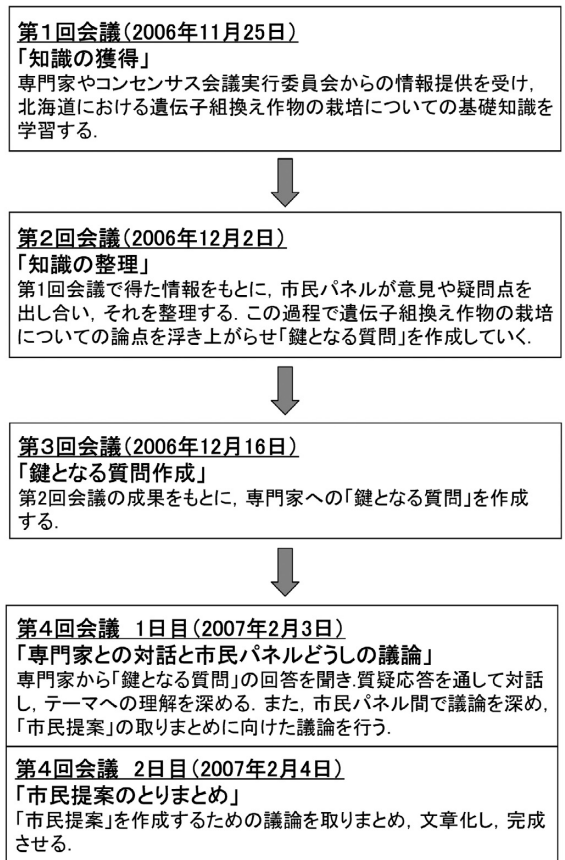 第１回会議（2006年11月25日）
「知識の獲得」
専門家やコンセンサス会議実行委員会からの情報提供を受け，
北海道における遺伝子組換え作物の栽培についての基礎知識を
学習する．
第２回会議（2006年12月2日）
「知識の整理」
第1回会議で得た情報をもとに，市民パネルが意見や疑問点を
出し合い，それを整理する．この過程で遺伝子組換え作物の栽培
についての論点を浮き上がらせ「鍵となる質問」を作成していく．
第３回会議（2006年12月16日）
「鍵となる質問作成」
第2回会議の成果をもとに，専門家への「鍵となる質問」を作成
する．
第４回会議　1日目（2007年2月3日）
「専門家との対話と市民パネルどうしの議論」
専門家から「鍵となる質問」の回答を聞き．質疑応答を通して対話
し，テーマへの理解を深める．また，市民パネル間で議論を深め，
「市民提案」の取りまとめに向けた議論を行う．
第４回会議　2日目（2007年2月4日）
「市民提案のとりまとめ」
「市民提案」を作成するための議論を取りまとめ，文章化し，完成
させる．